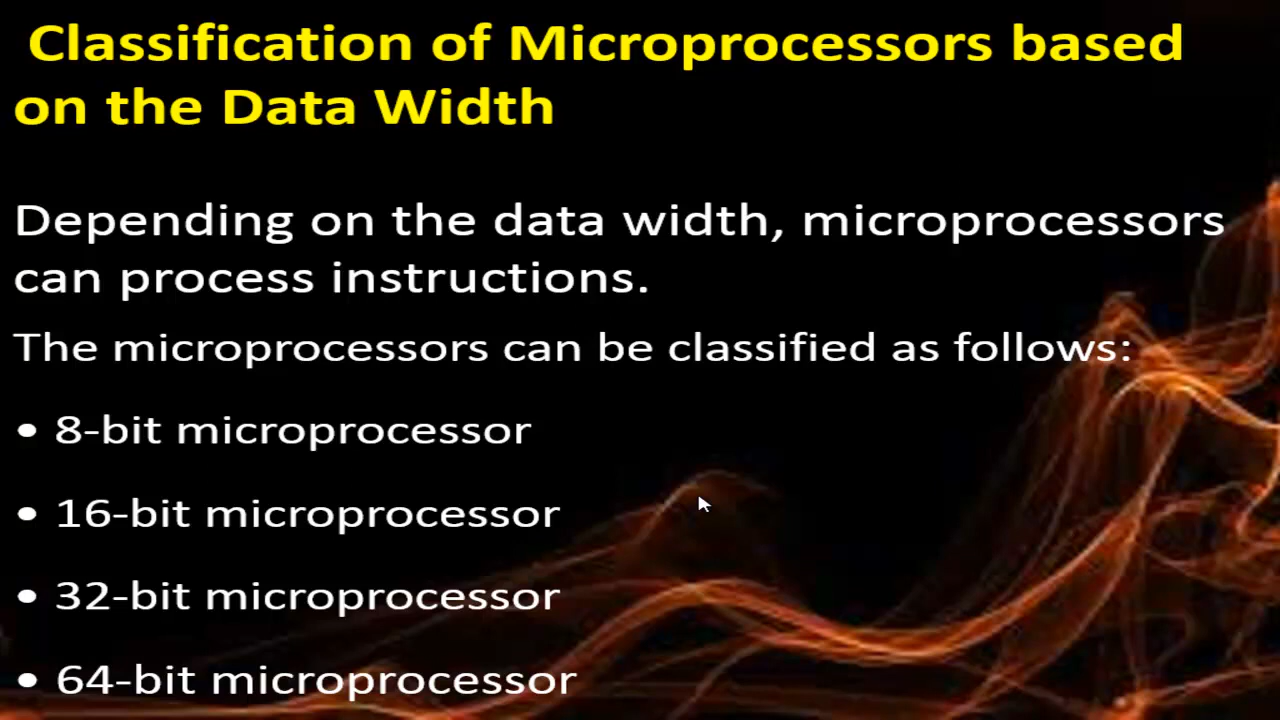 Classification of Microprocessors based
on the Data Width
Depending on the data width, microprocessors
can process instructions.
The microprocessors can be classified as follows:
• 8-bit microprocessor
• 16-bit microprocessor
• 32-bit microprocessor
• 64-bit microprocessor